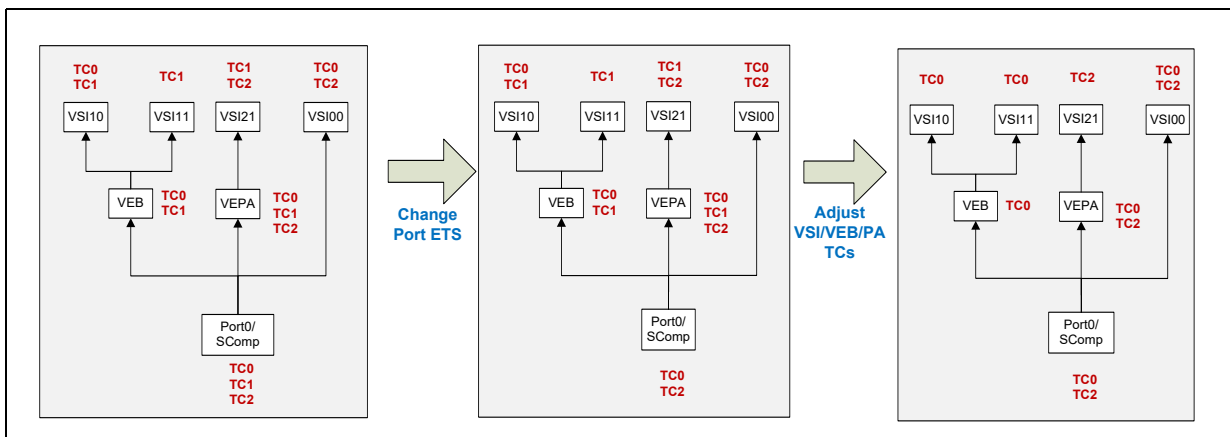 TC0
TC1
TC1
TC1
TC2
TC0
TC2
VSI10
VSI11
VSI21
VSI00
VEB
TC0
TC1
VEPA
TC0
TC1
TC2
Port0/
SComp
TC0
TC1
TC2
Change
Port ETS
TC0
TC1
TC1
TC1
TC2
TC0
TC2
VSI10
VSI11
VSI21
VSI00
VEB
TC0
TC1
VEPA
TC0
TC1
TC2
Port0/
SComp
TC0
TC2
Adjust
VSI/VEB/PA
TCs
TC0
TC0
TC2
TC0
TC2
VSI10
VSI11
VSI21
VSI00
VEB
TC0
VEPA
TC0
TC2
Port0/
SComp
TC0
TC2